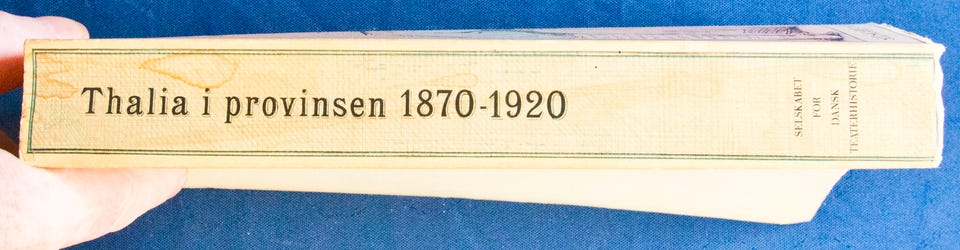 Thalia i provinsen 1870-1920
SELSKABET
FOR
DANSK
TEATERHISTORIE